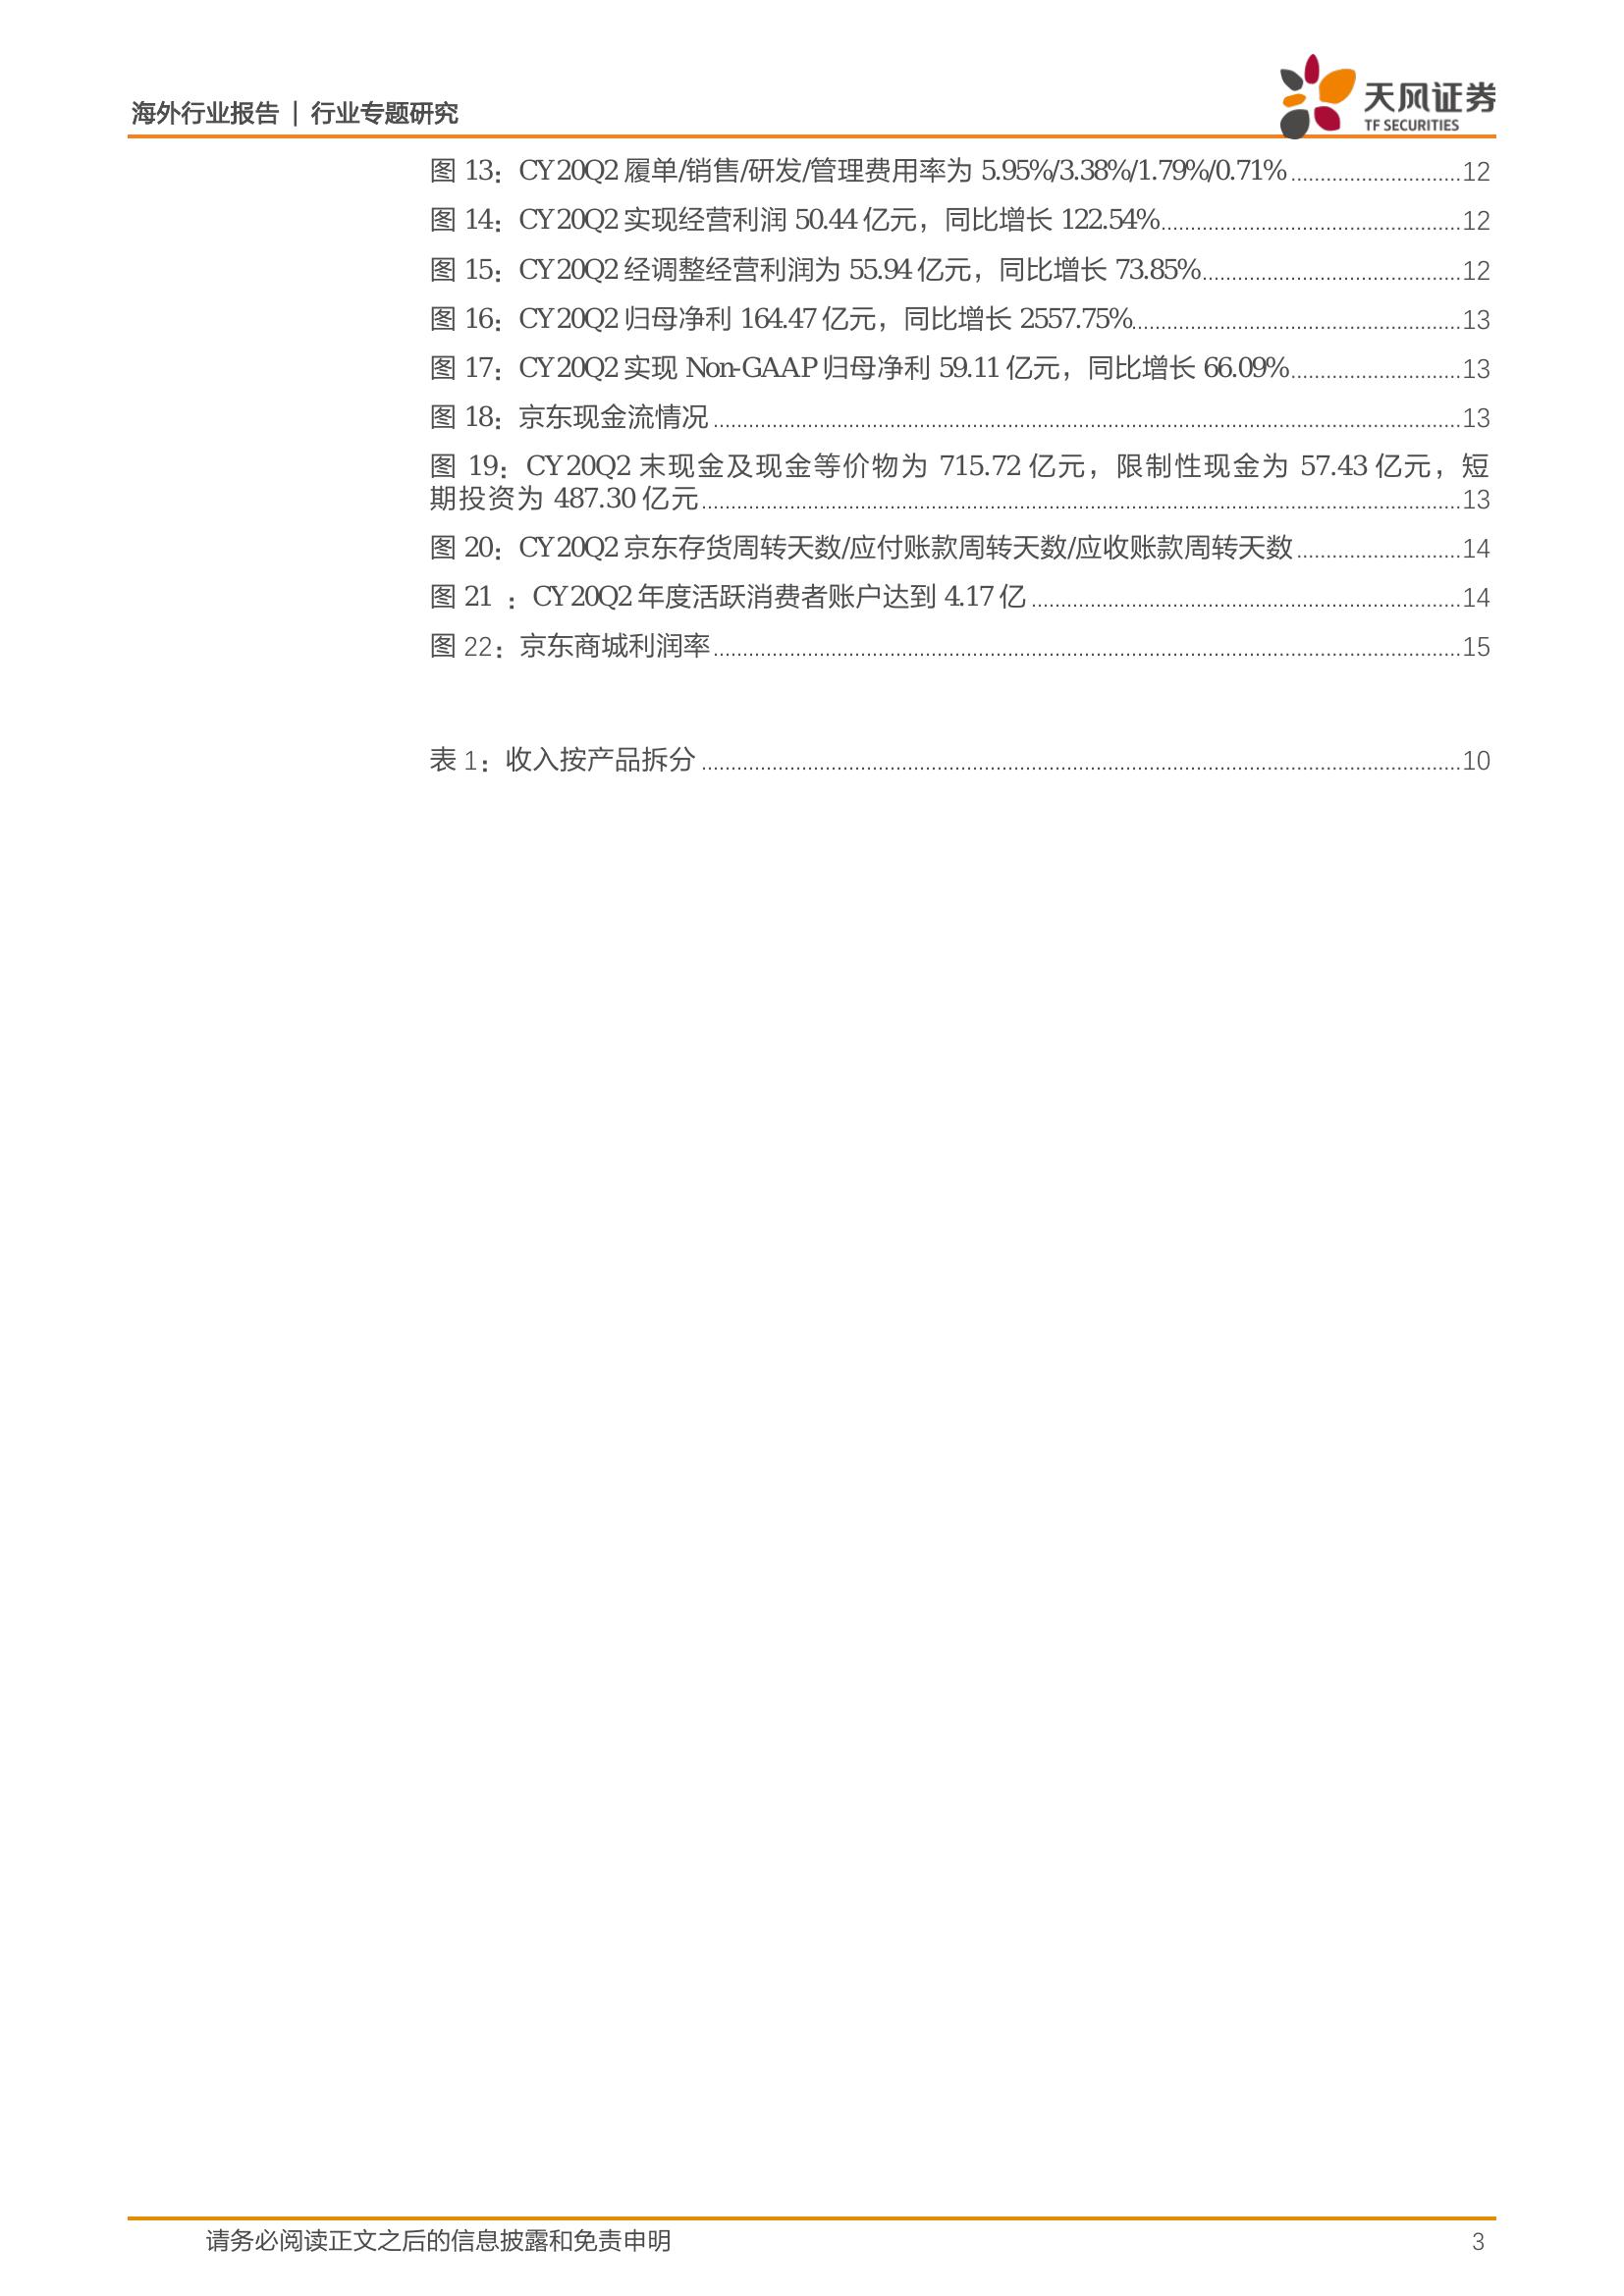 海外行业报告 | 行业专题研究
天风证券
TF SECURITIES
图 13：CY20Q2 履单/销售/研发/管理费用率为 5.95%/3.38%/1.79%/0.71%.............................12
图 14：CY20Q2 实现经营利润 50.44 亿元，同比增长 122.54%...................................................12
图 15：CY20Q2 经调整经营利润为 55.94 亿元，同比增长 73.85%............................................12
图 16：CY20Q2 归母净利 164.47 亿元，同比增长 2557.75%........................................................13
图 17：CY20Q2 实现 Non-GAAP 归母净利 59.11 亿元，同比增长 66.09%.............................13
图 18：京东现金流情况................................................................................................................................13
图 19：CY20Q2 末现金及现金等价物为 715.72 亿元，限制性现金为 57.43 亿元，短
期投资为 487.30 亿元..................................................................................................................................13
图 20：CY20Q2 京东存货周转天数/应付账款周转天数/应收账款周转天数............................14
图 21 ：CY20Q2 年度活跃消费者账户达到 4.17 亿.........................................................................14
图 22：京东商城利润率................................................................................................................................15
表 1：收入按产品拆分..................................................................................................................................10
请务必阅读正文之后的信息披露和免责申明
3